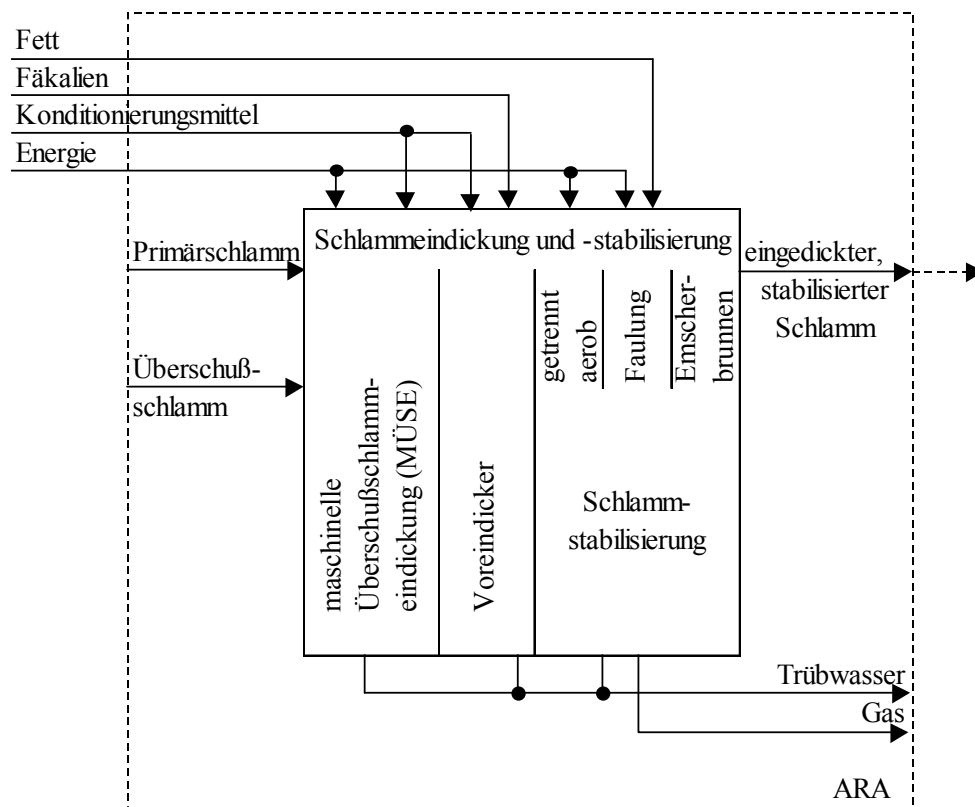 Fett
Fäkalien
Konditionierungsmittel
Energie
Schlammeindickung und -stabilisierung
Primärschlamm
Überschuß-
schlamm
eingedickter,
stabilisierter
Schlamm
maschinelle
Überschußschlamm-
eindickung (MÜSE)
Voreindicker
getrennt
aerob
Faulung
Emscher-
brunnen
Schlamm-
stabilisierung
Trübwasser
Gas
ARA